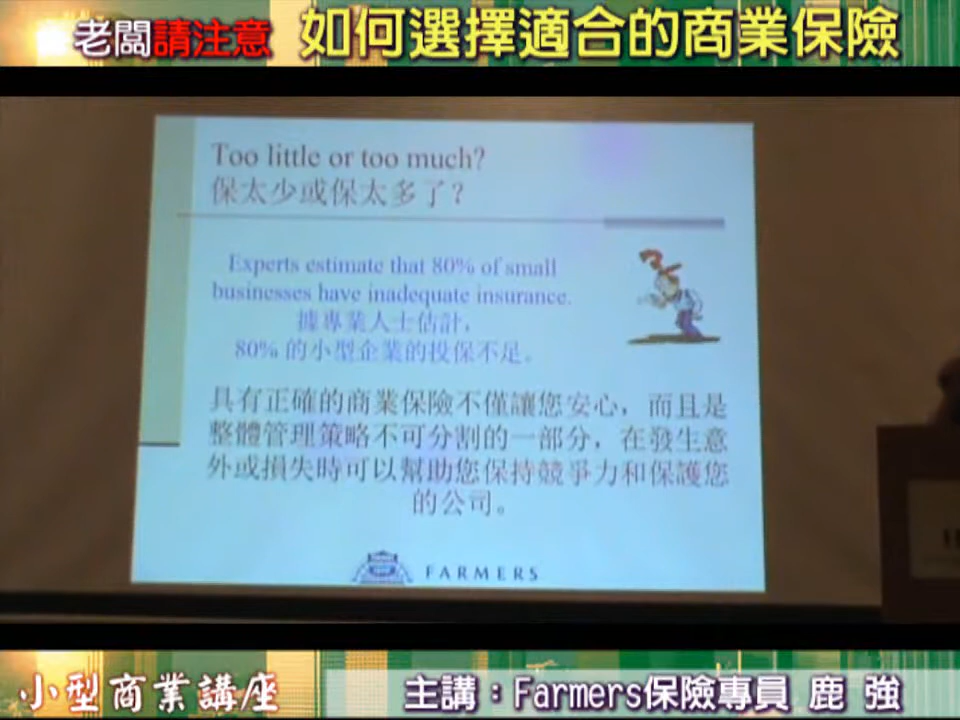 老闆請注意 如何選擇適合的商業保險
Too little or too much?
保太少或保太多了？
Experts estimate that 80% of small
businesses have inadequate insurance.
據專業人士估計，
80% 的小型企業的投保不足。
具有正確的商業保險不僅讓您安心，而且是
整體管理策略不可分割的一部分，在發生意
外或損失時可以幫助您保持競爭力和保護您
的公司。
FARMERS
小型商業講座
主講：Farmers保險專員 鹿 強